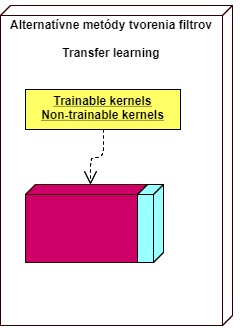 Alternatívne metódy tvorenia filtrov
Transfer learning
Trainable kernels
Non-trainable kernels